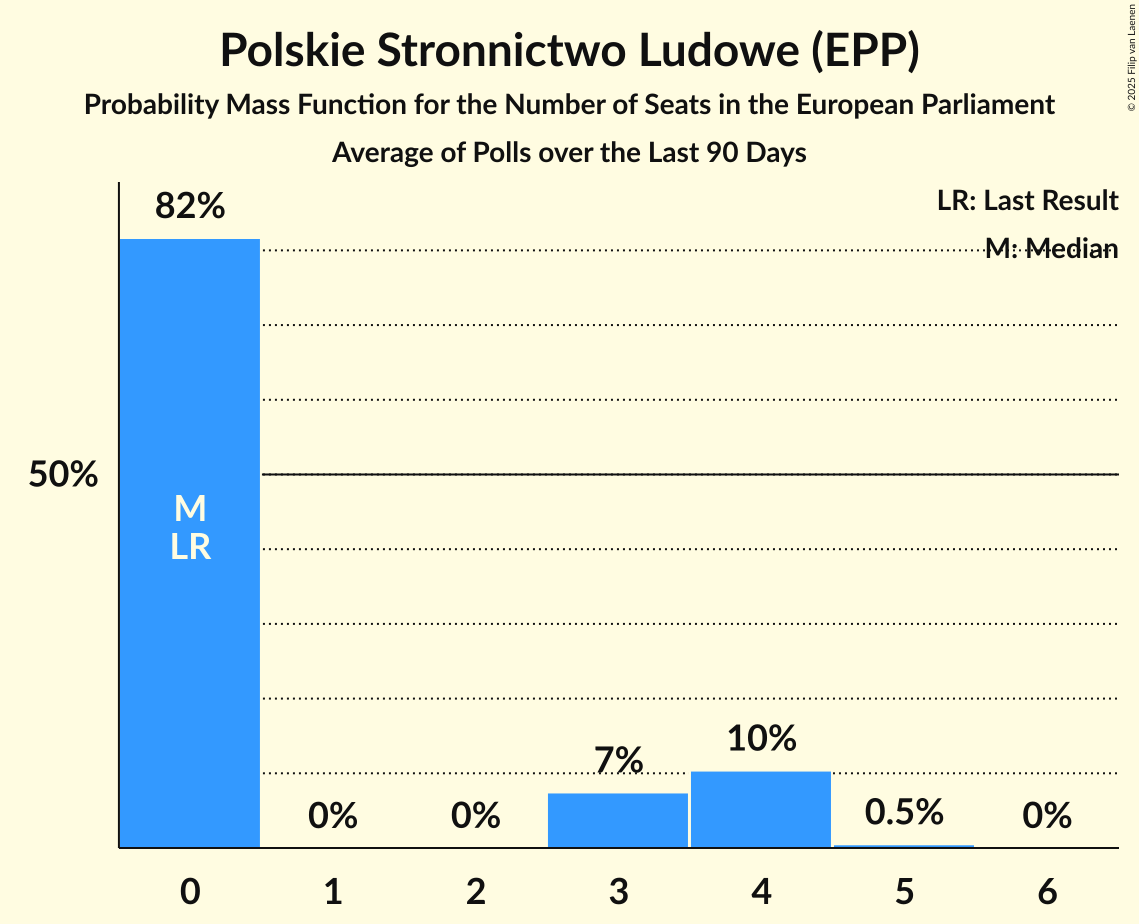 Polskie Stronnictwo Ludowe (EPP)
Probability Mass Function for the Number of Seats in the European Parliament
Average of Polls over the Last 90 Days
© 2025 Filip van Laenen
LR: Last Result
M: Median
82%
50%
M
LR
0%
0%
7%
10%
0.5%
0%
0
1
2
3
4
5
6